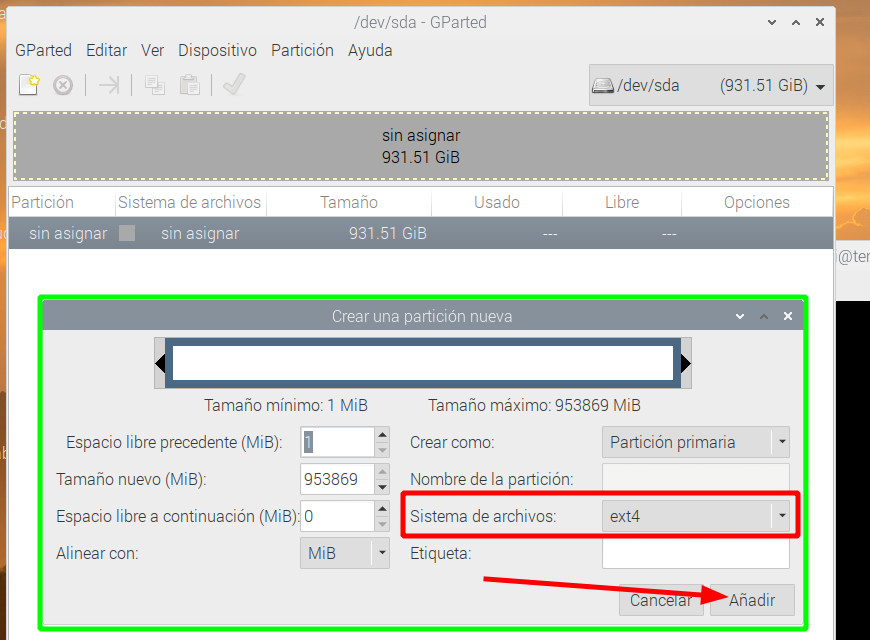 /dev/sda - GParted
GParted Editar Ver Dispositivo Partición Ayuda
/dev/sda (931.51 GiB)
sin asignar
931.51 GiB
Partición Sistema de archivos Tamaño Usado Libre Opciones
sin asignar sin asignar 931.51 GiB --- ---
@ter
Crear una partición nueva
Tamaño mínimo: 1 MiB Tamaño máximo: 953869 MiB
Espacio libre precedente (MiB): 1 Crear como: Partición primaria
Tamaño nuevo (MiB): 953869 Nombre de la partición:
Espacio libre a continuación (MiB): 0 Sistema de archivos: ext4
Alinear con: MiB Etiqueta:
Cancelar Añadir